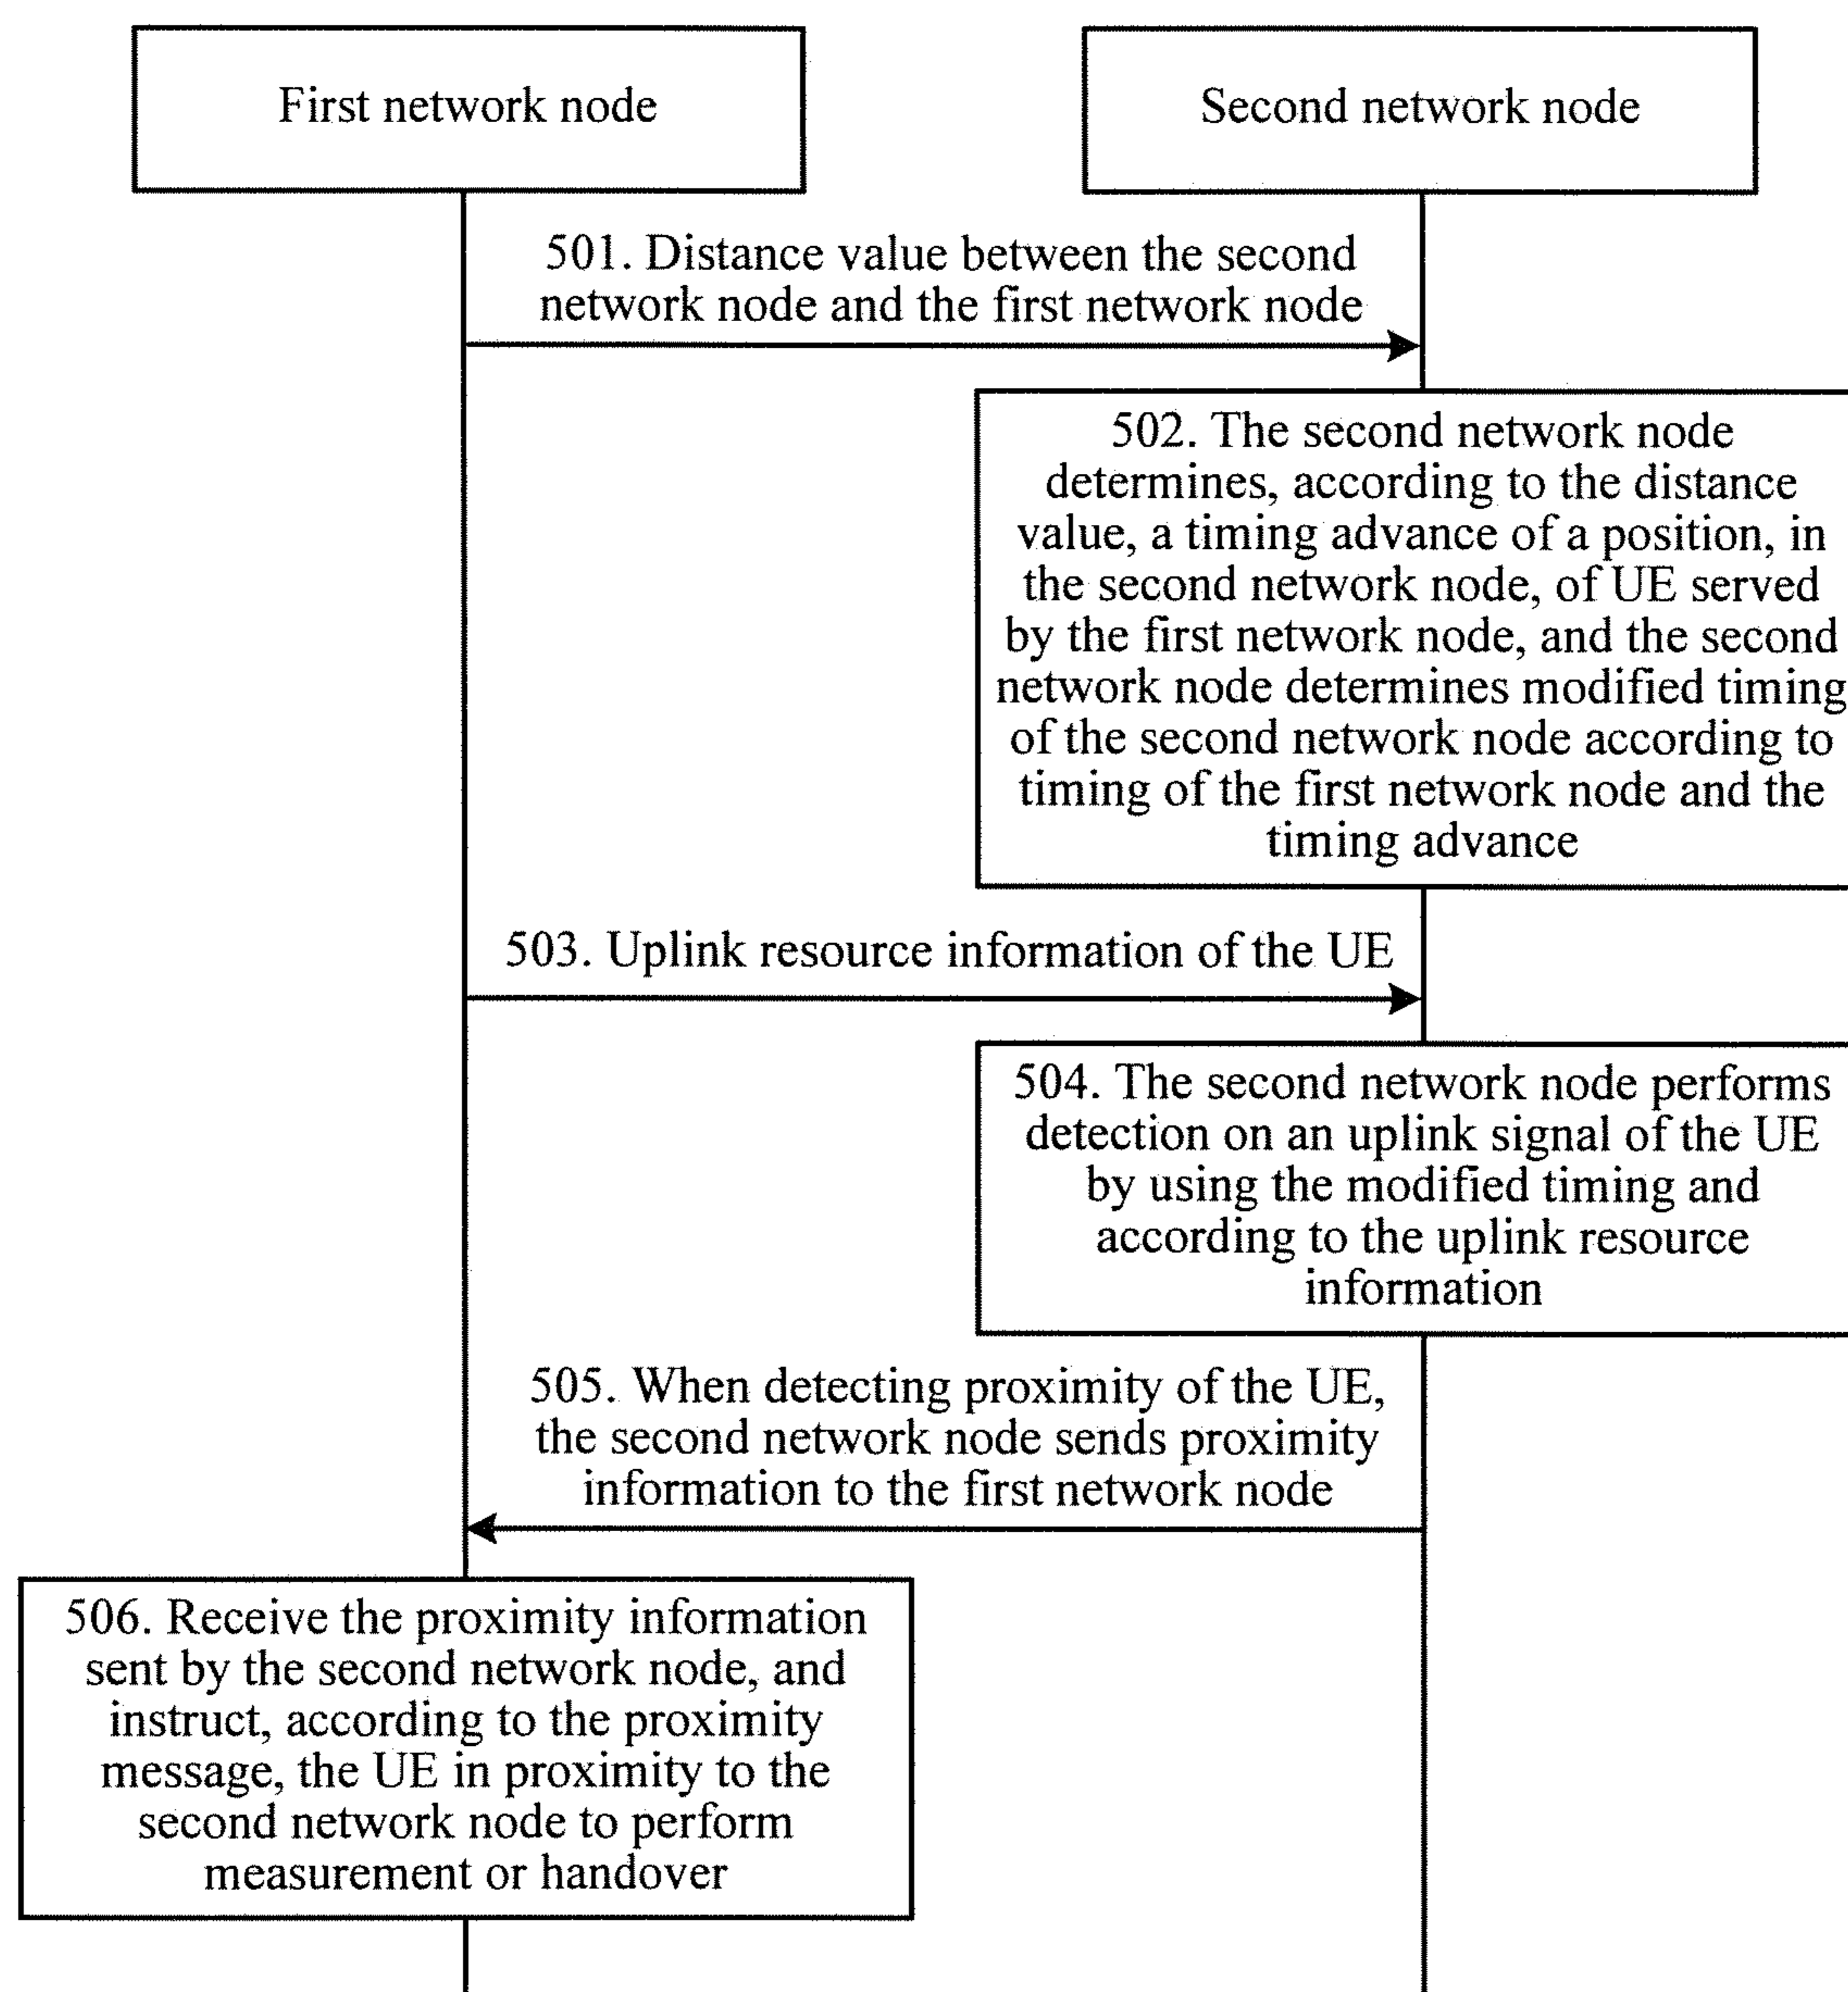 First network node
Second network node
501. Distance value between the second
network node and the first network node
502. The second network node
determines, according to the distance
value, a timing advance of a position, in
the second network node, of UE served
by the first network node, and the second
network node determines modified timing
of the second network node according to
timing of the first network node and the
timing advance
503. Uplink resource information of the UE
504. The second network node performs
detection on an uplink signal of the UE
by using the modified timing and
according to the uplink resource
information
505. When detecting proximity of the UE,
the second network node sends proximity
information to the first network node
506. Receive the proximity information
sent by the second network node, and
instruct, according to the proximity
message, the UE in proximity to the
second network node to perform
measurement or handover